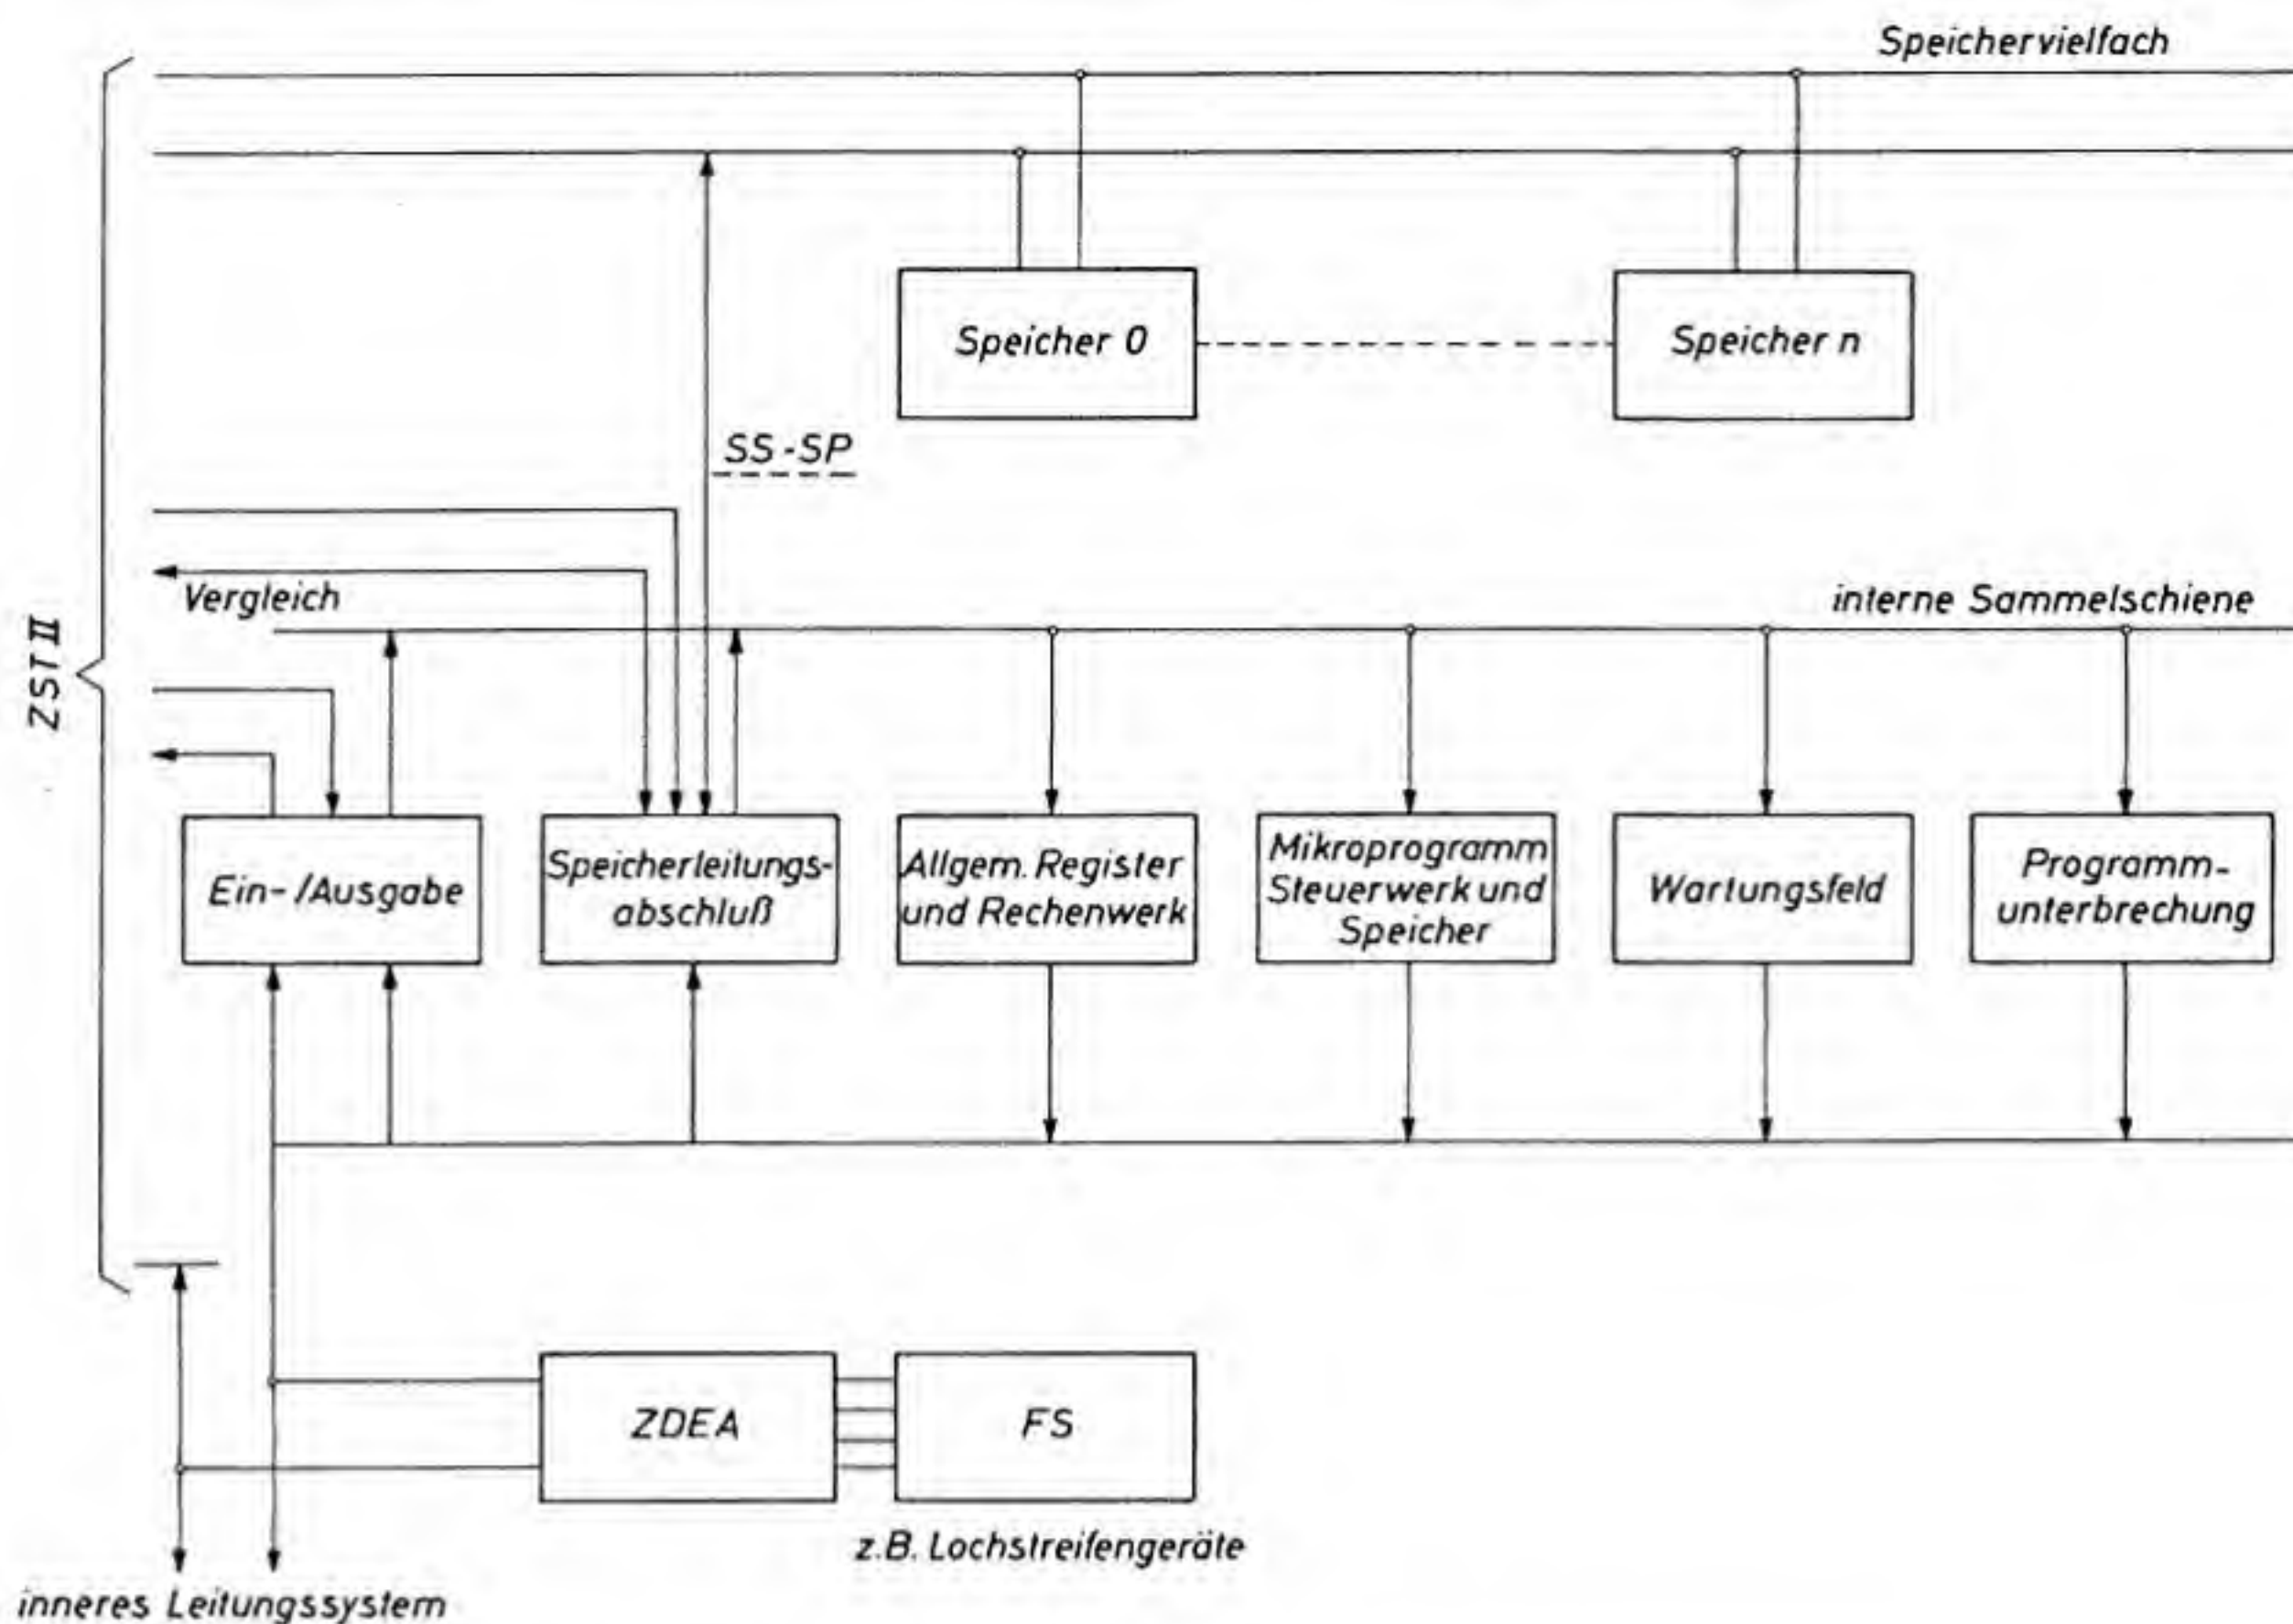 Speichervielfach
Speicher 0
Speicher n
SS-SP
Vergleich
interne Sammelschiene
ZST II
Ein-/Ausgabe
Speicherleitungs-
abschluß
Allgem. Register
und Rechenwerk
Mikroprogramm
Steuerwerk und
Speicher
Wartungsfeld
Programm-
unterbrechung
ZDEA
FS
z.B. Lochstreifengeräte
inneres Leitungssystem